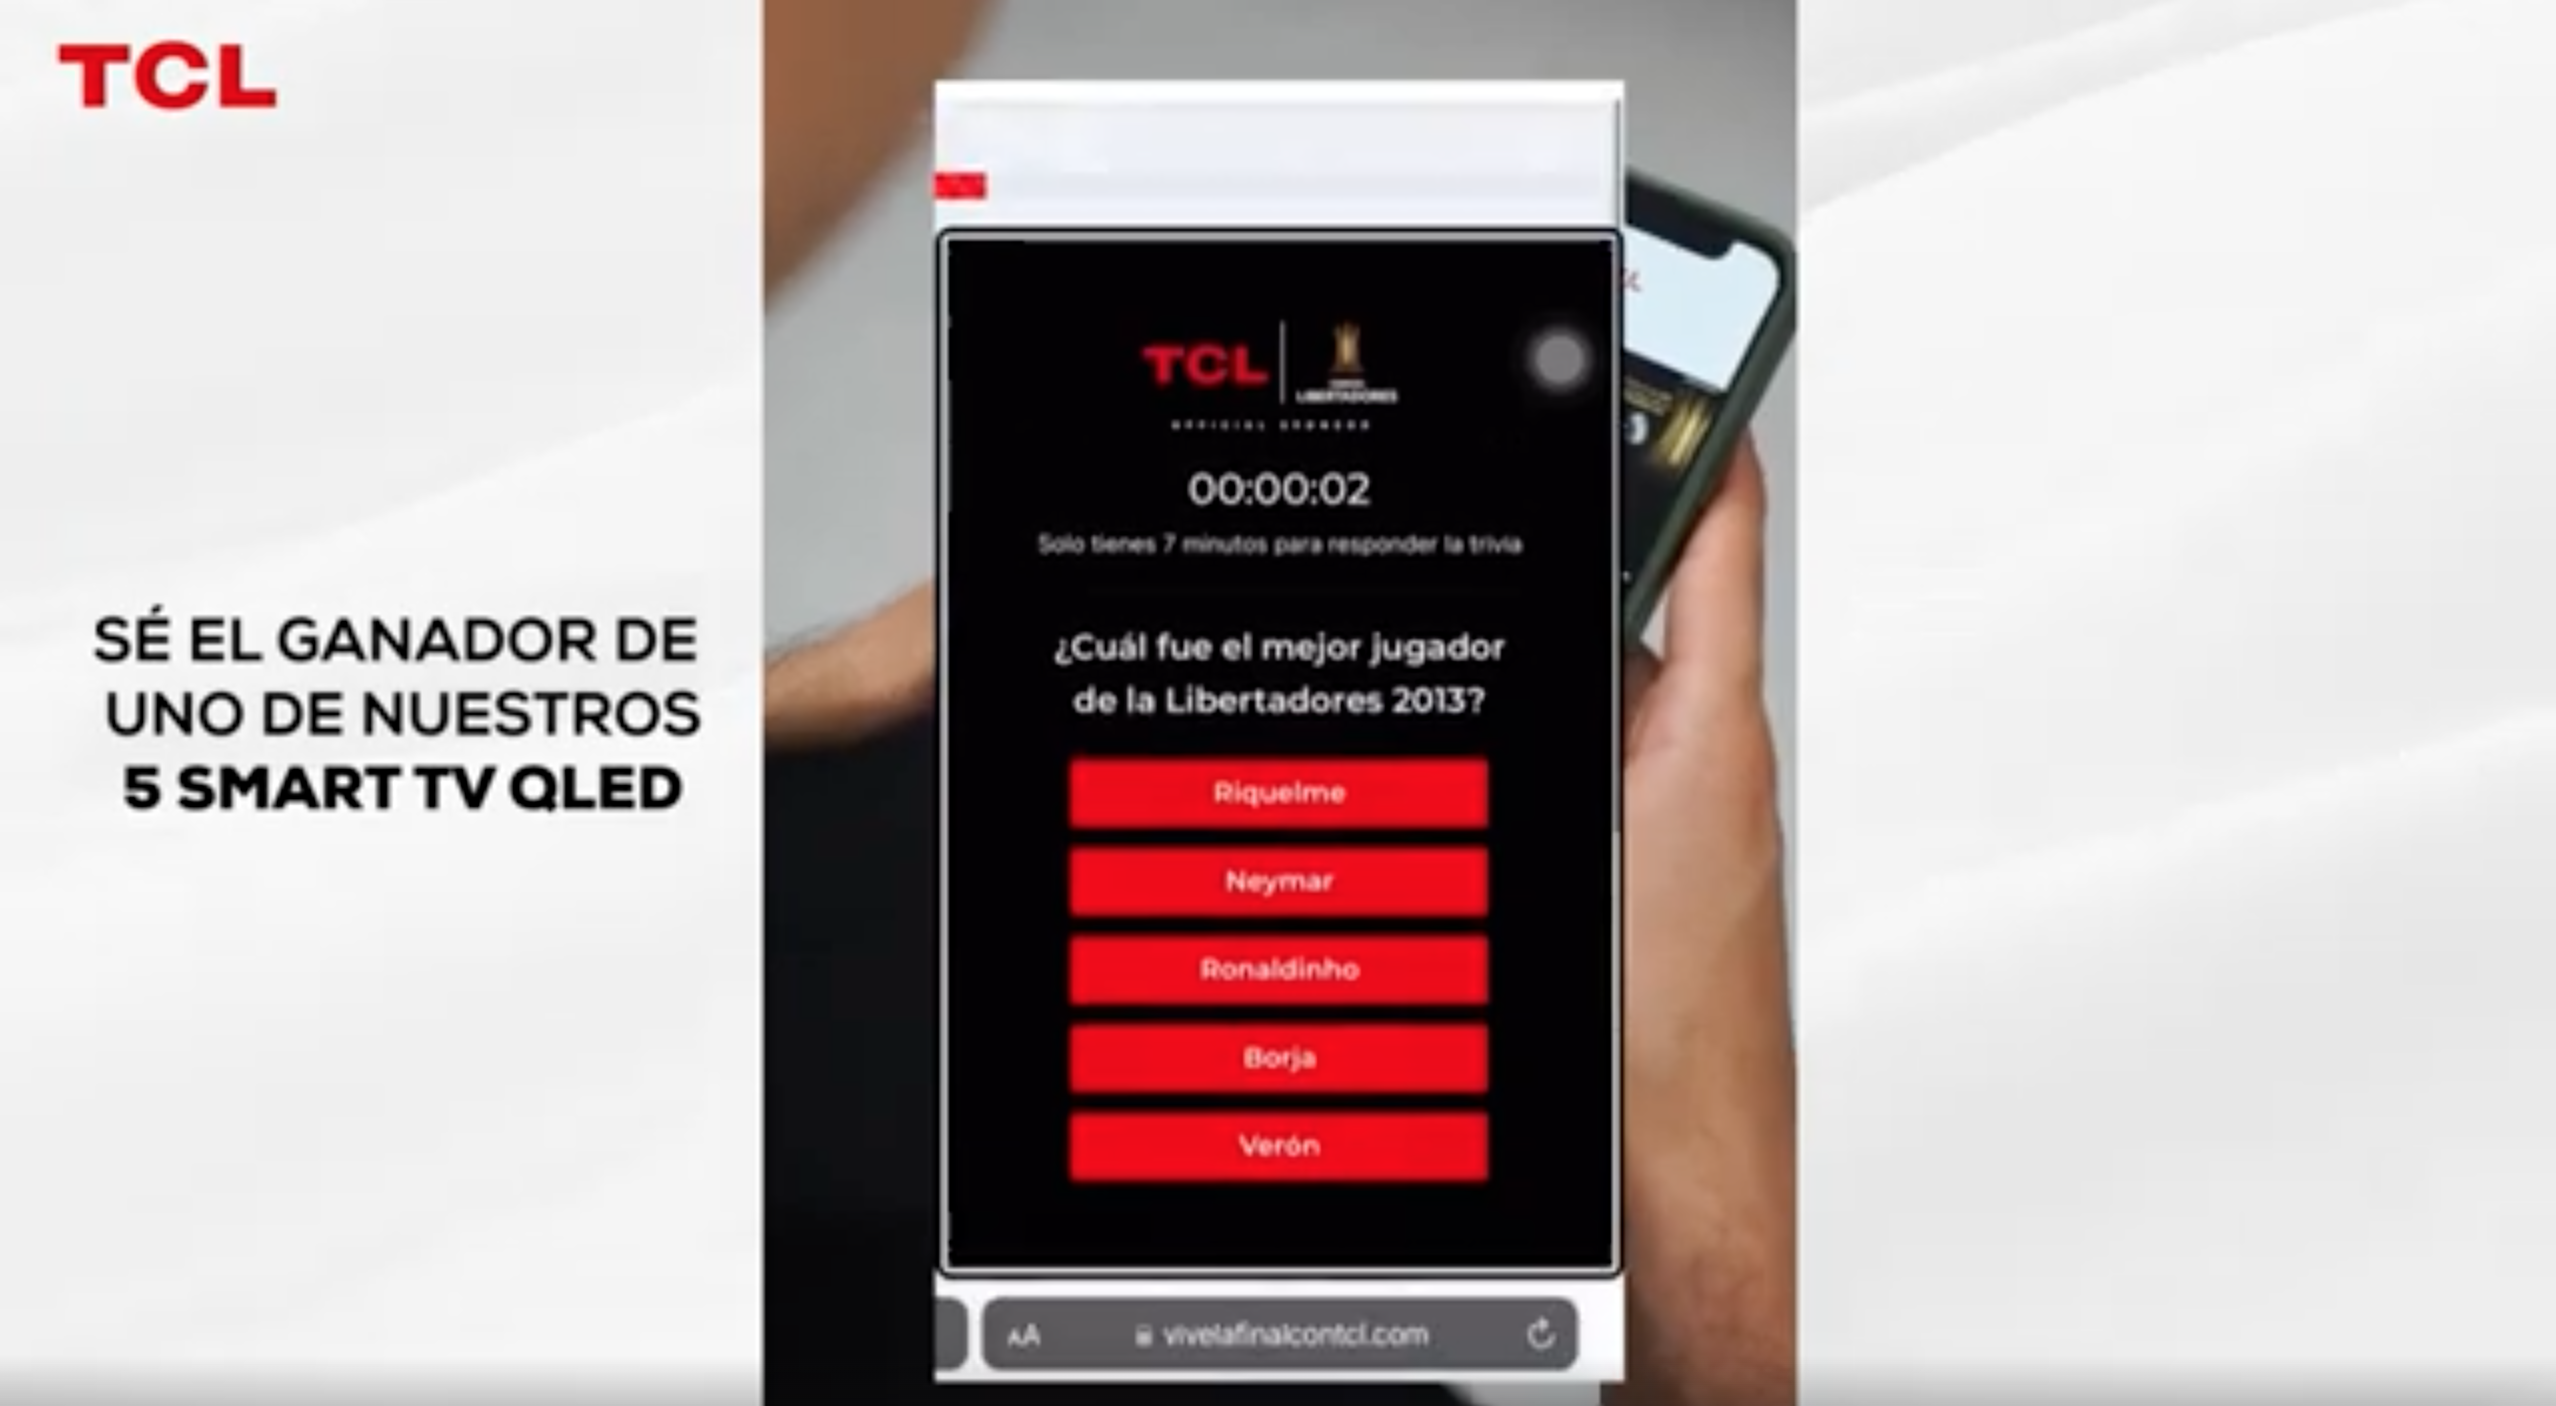 TCL
SÉ EL GANADOR DE
UNO DE NUESTROS
5 SMART TV QLED
TCL
LIBERTADORES
OFFICIAL SPONSOR
00:00:02
Solo tienes 7 minutos para responder la trivia
¿Cuál fue el mejor jugador
de la Libertadores 2013?
Riquelme
Neymar
Ronaldinho
Borja
Verón
AA
vivelafinalcontcl.com